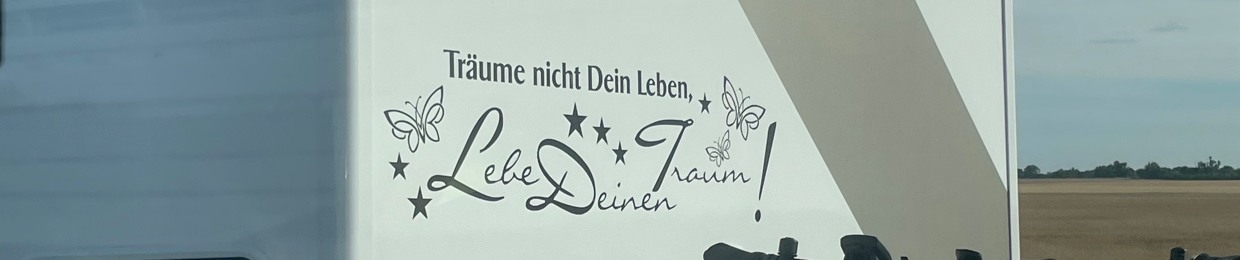 Träume nicht Dein Leben,
Lebe Deinen Traum!